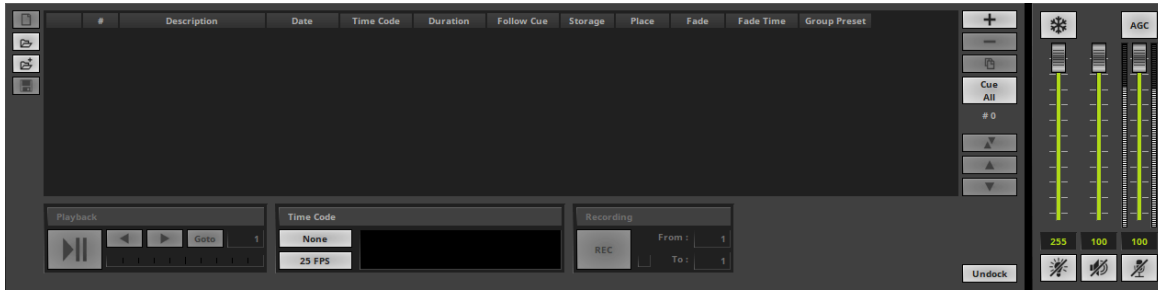 # Description Date Time Code Duration Follow Cue Storage Place Fade Fade Time Group Preset
AGC
Cue
All
# 0
Playback
Goto 1
Time Code
None
25 FPS
Recording
REC
From : 1
To : 1
Undock
255 100 100